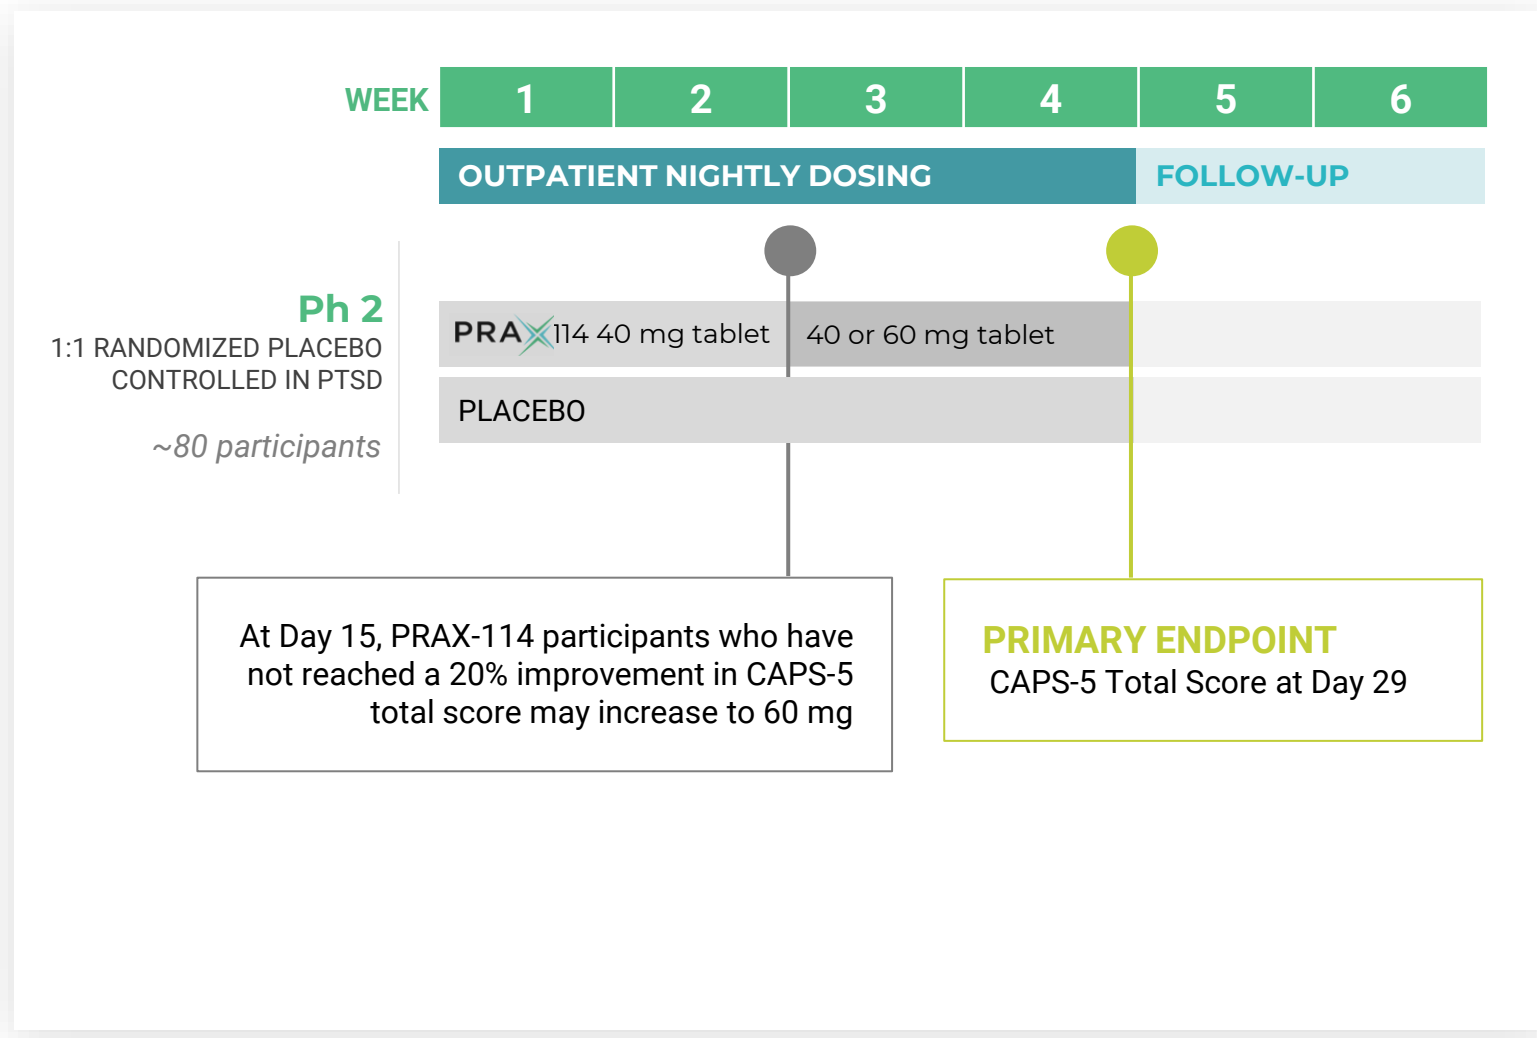 WEEK 1 2 3 4 5 6
OUTPATIENT NIGHTLY DOSING FOLLOW-UP
Ph 2
1:1 RANDOMIZED PLACEBO
CONTROLLED IN PTSD
~80 participants
PRAX 114 40 mg tablet 40 or 60 mg tablet
PLACEBO
At Day 15, PRAX-114 participants who have
not reached a 20% improvement in CAPS-5
total score may increase to 60 mg
PRIMARY ENDPOINT
CAPS-5 Total Score at Day 29